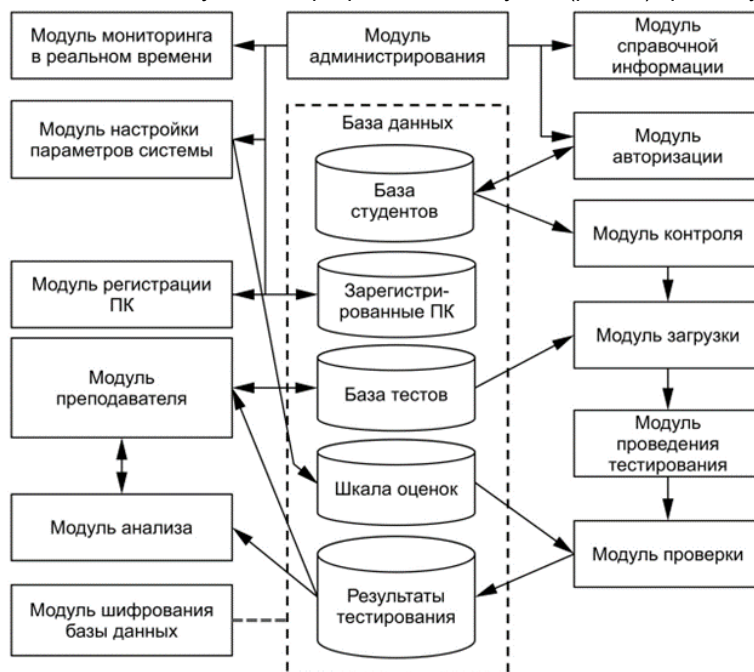 Модуль мониторинга
в реальном времени
Модуль
администрирования
Модуль
справочной
информации
Модуль настройки
параметров системы
База данных
Модуль
авторизации
База
студентов
Модуль контроля
Модуль регистрации
ПК
Зарегистри-
рованные ПК
Модуль загрузки
Модуль
преподавателя
База тестов
Модуль
проведения
тестирования
Шкала оценок
Модуль анализа
Модуль проверки
Модуль шифрования
базы данных
Результаты
тестирования